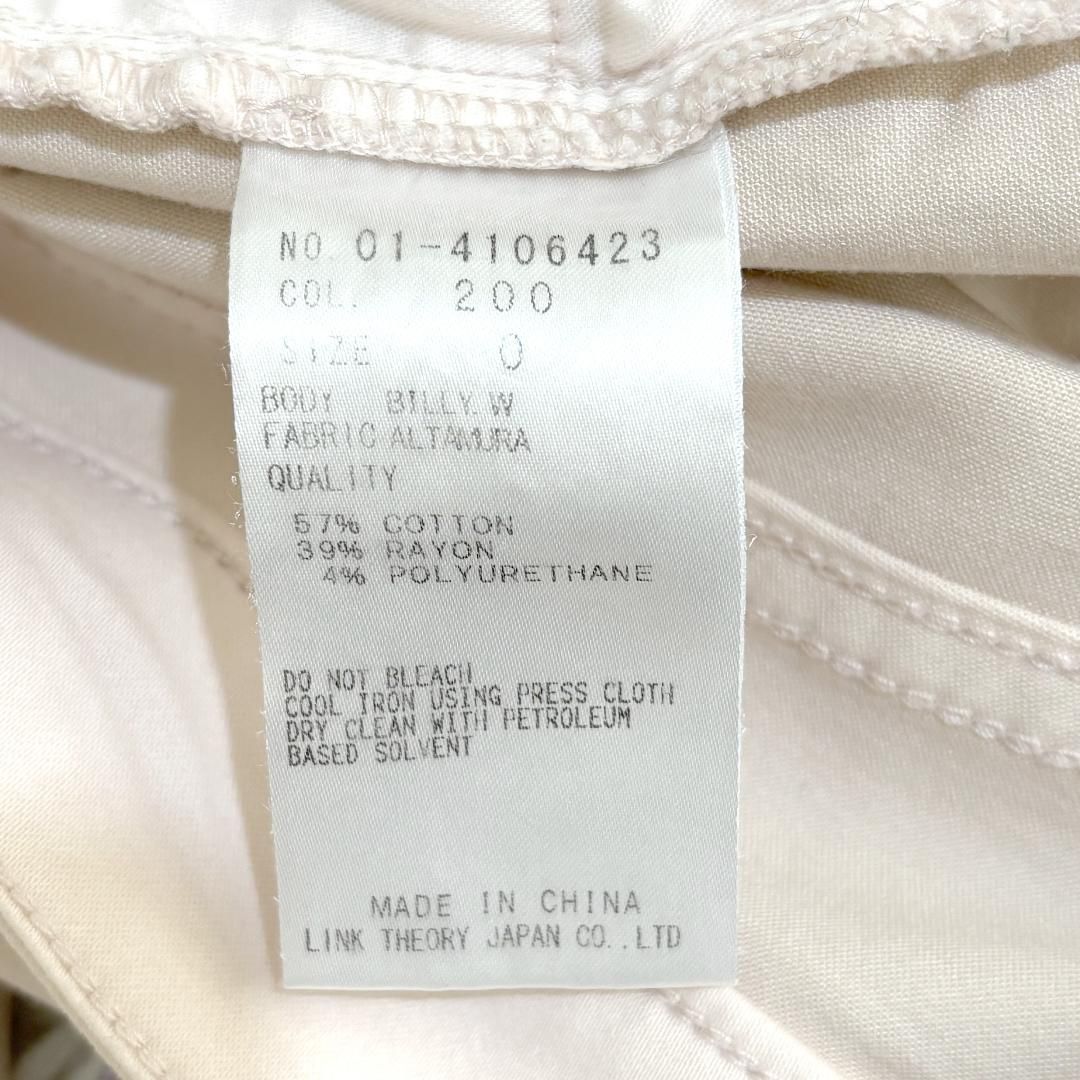 NO. 01-4106423
COL. 200
SIZE 0
BODY BILLY.W
FABRIC ALTAMURA
QUALITY
57% COTTON
39% RAYON
4% POLYURETHANE
DO NOT BLEACH
COOL IRON USING PRESS CLOTH
DRY CLEAN WITH PETROLEUM
BASED SOLVENT
MADE IN CHINA
LINK THEORY JAPAN CO.,LTD